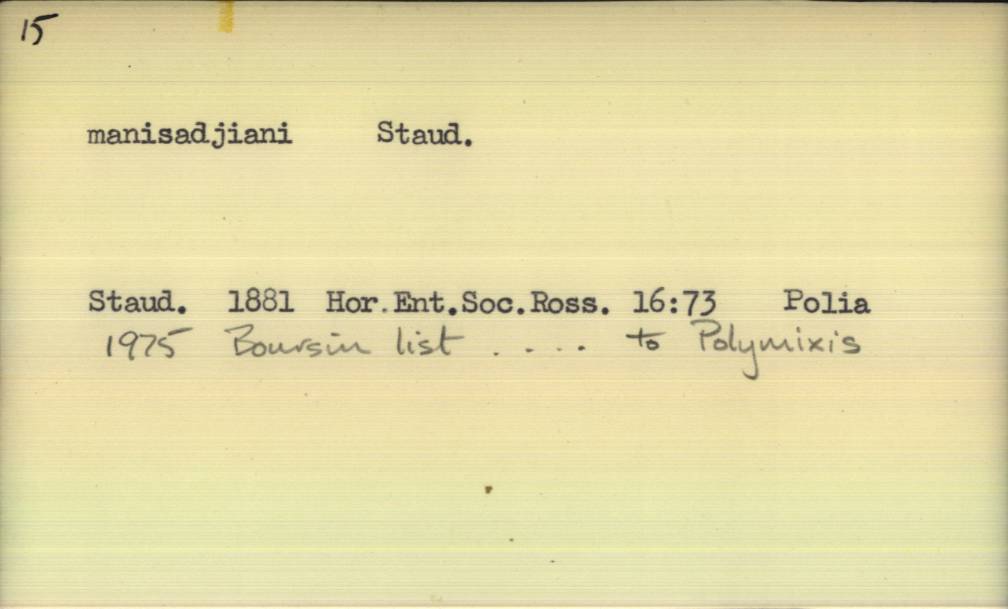 15
manisadjiani Staud.
Staud. 1881 Hor.Ent.Soc.Ross. 16:73 Polia
1975 Boursin list . . . . to Polymixis